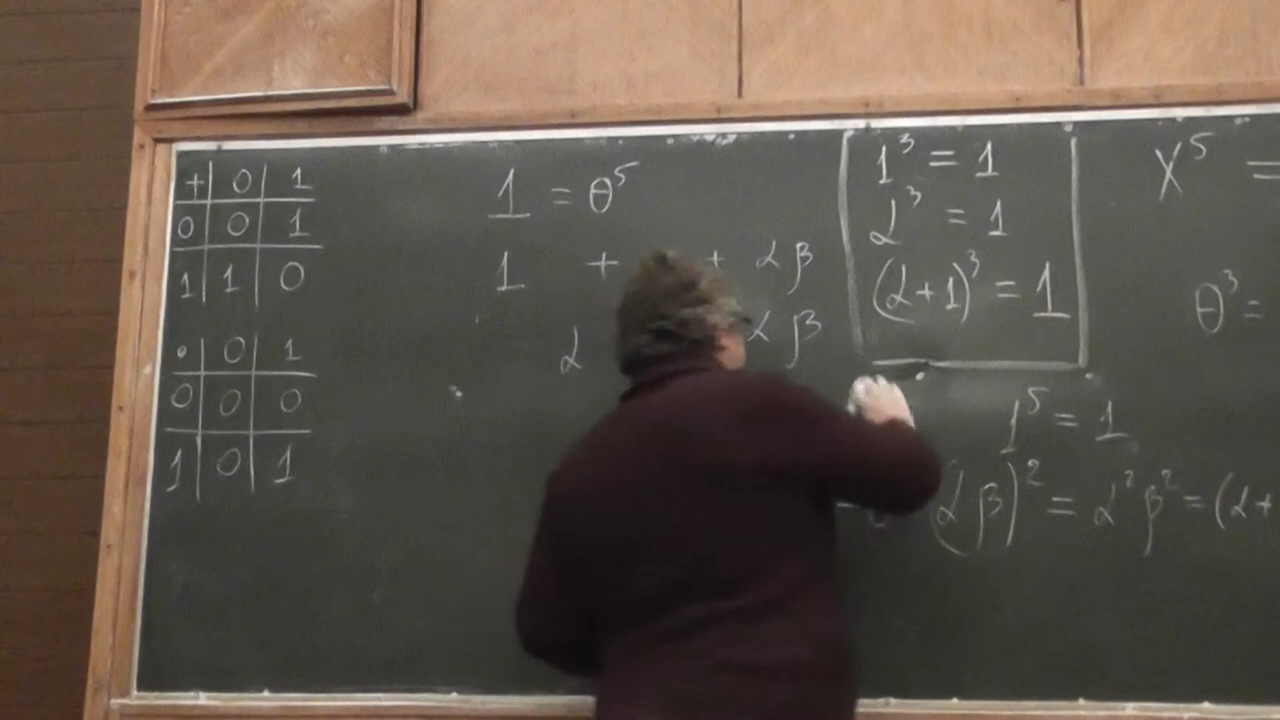 + 0 1
0 0 1
1 1 0
· 0 1
0 0 0
1 0 1
1 = θ⁵
1 + + αβ
α αβ
1³ = 1
α³ = 1
(α+1)³ = 1
1⁵ = 1
(αβ)² = α²β² = (α+
X⁵ =
θ³ =